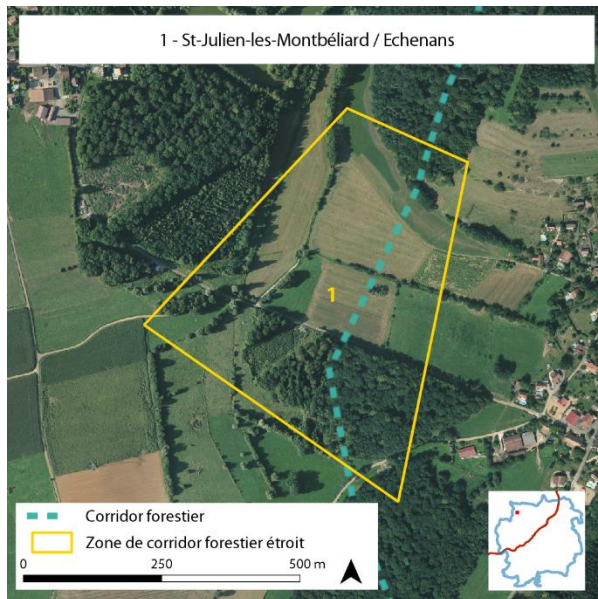 1 - St-Julien-les-Montbéliard / Echenans
1
Corridor forestier
Zone de corridor forestier étroit
0 250 500 m